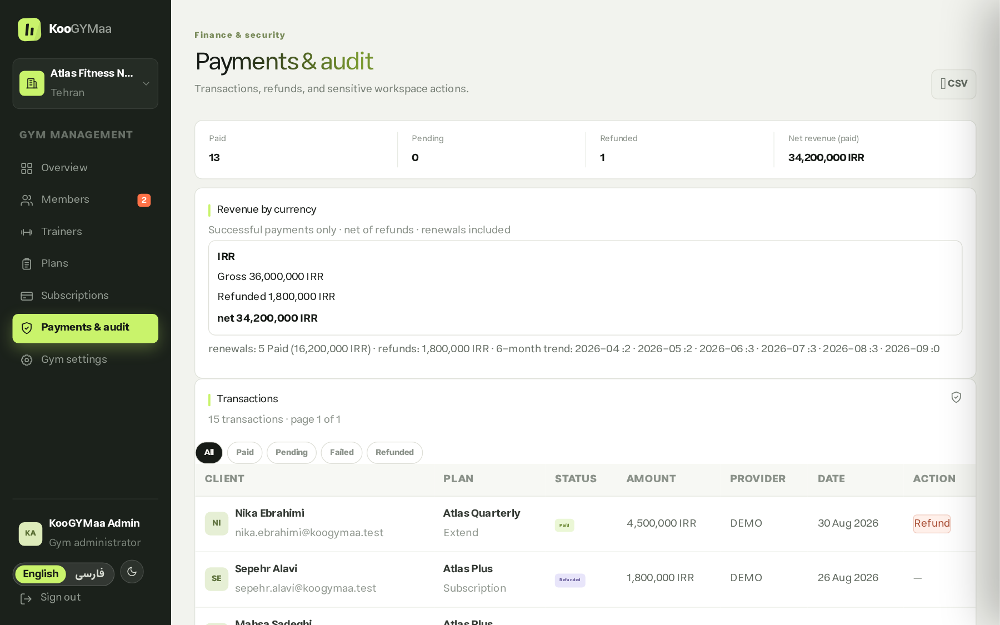 KooGYMaa
Atlas Fitness N...
Tehran
GYM MANAGEMENT
Overview
Members 2
Trainers
Plans
Subscriptions
Payments & audit
Gym settings
KA KooGYMaa Admin
Gym administrator
English فارسی
Sign out
Finance & security
Payments & audit
Transactions, refunds, and sensitive workspace actions.
CSV
Paid Pending Refunded Net revenue (paid)
13 0 1 34,200,000 IRR
Revenue by currency
Successful payments only · net of refunds · renewals included
IRR
Gross 36,000,000 IRR
Refunded 1,800,000 IRR
net 34,200,000 IRR
renewals: 5 Paid (16,200,000 IRR) · refunds: 1,800,000 IRR · 6-month trend: 2026-04 :2 · 2026-05 :2 · 2026-06 :3 · 2026-07 :3 · 2026-08 :3 · 2026-09 :0
Transactions
15 transactions · page 1 of 1
All Paid Pending Failed Refunded
CLIENT PLAN STATUS AMOUNT PROVIDER DATE ACTION
NI Nika Ebrahimi Atlas Quarterly Paid 4,500,000 IRR DEMO 30 Aug 2026 Refund
nika.ebrahimi@koogymaa.test Extend
SE Sepehr Alavi Atlas Plus Refunded 1,800,000 IRR DEMO 26 Aug 2026 —
sepehr.alavi@koogymaa.test Subscription
Mahsa Sadeghi Atlas Plus